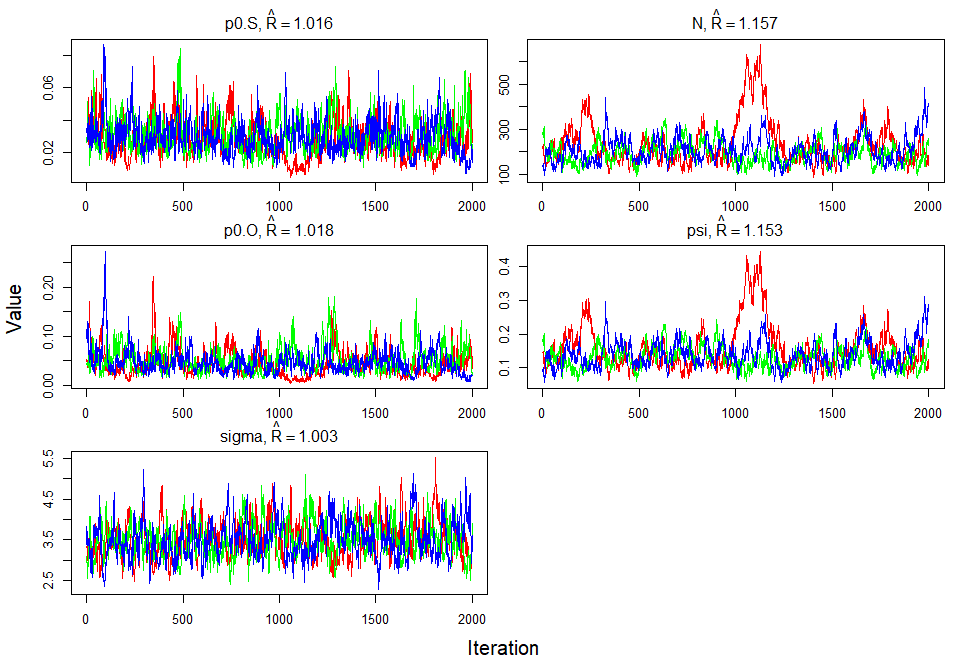 p0.S, R̂ = 1.016
0.02 0.06
0 500 1000 1500 2000
N, R̂ = 1.157
100 300 500
0 500 1000 1500 2000
p0.O, R̂ = 1.018
0.00 0.10 0.20
0 500 1000 1500 2000
psi, R̂ = 1.153
0.1 0.2 0.3 0.4
0 500 1000 1500 2000
sigma, R̂ = 1.003
2.5 3.5 4.5 5.5
0 500 1000 1500 2000
Value
Iteration